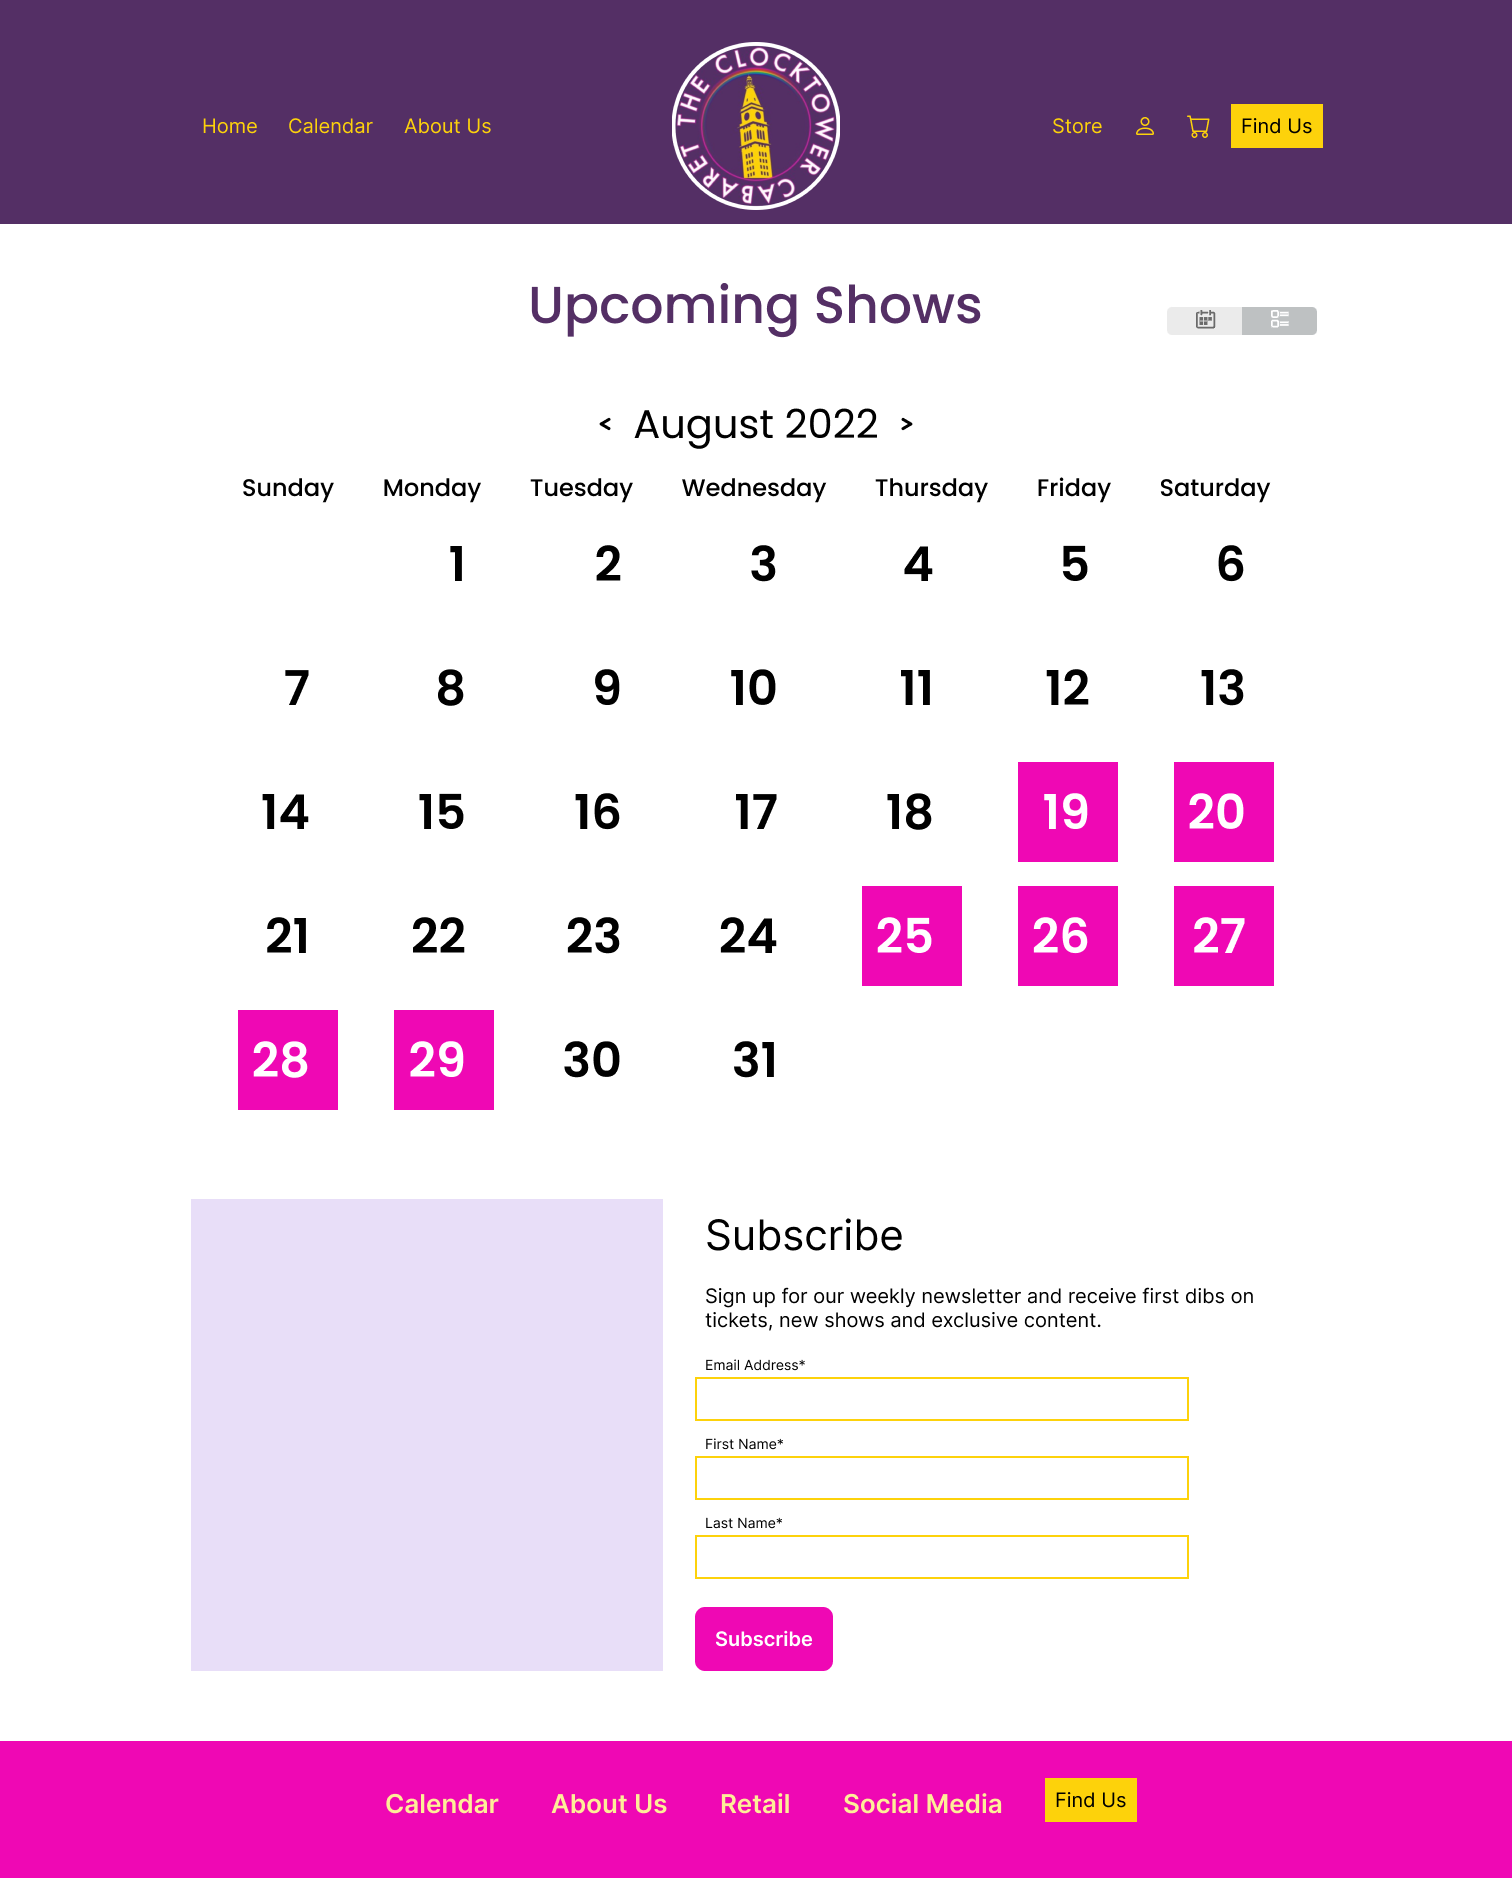 Home Calendar About Us
THE CLOCKTOWER CABARET
Store Find Us
Upcoming Shows
< August 2022 >
Sunday Monday Tuesday Wednesday Thursday Friday Saturday
1 2 3 4 5 6
7 8 9 10 11 12 13
14 15 16 17 18 19 20
21 22 23 24 25 26 27
28 29 30 31
Subscribe
Sign up for our weekly newsletter and receive first dibs on
tickets, new shows and exclusive content.
Email Address*
First Name*
Last Name*
Subscribe
Calendar About Us Retail Social Media Find Us